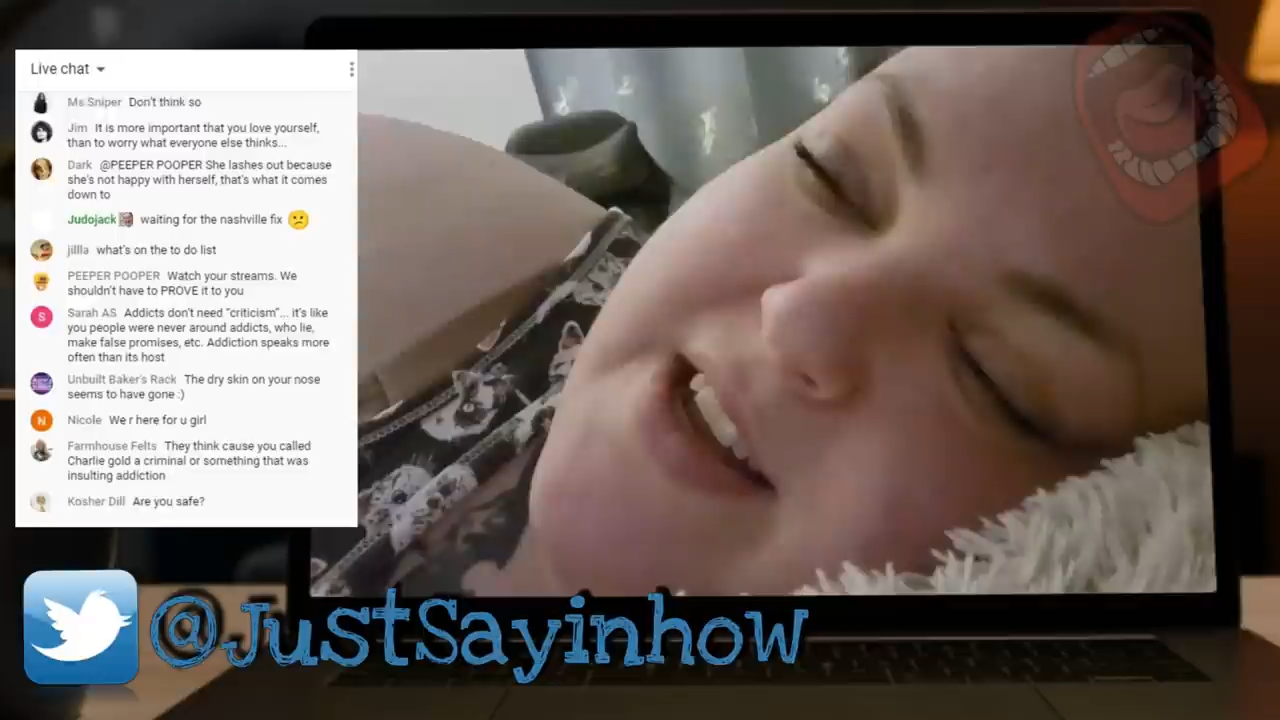 Live chat
Ms Sniper Don't think so
Jim It is more important that you love yourself,
than to worry what everyone else thinks...
Dark @PEEPER POOPER She lashes out because
she's not happy with herself, that's what it comes
down to
Judojack waiting for the nashville fix
jillla what's on the to do list
PEEPER POOPER Watch your streams. We
shouldn't have to PROVE it to you
Sarah AS Addicts don't need "criticism"... it's like
you people were never around addicts, who lie,
make false promises, etc. Addiction speaks more
often than its host
Unbuilt Baker's Rack The dry skin on your nose
seems to have gone :)
Nicole We r here for u girl
Farmhouse Felts They think cause you called
Charlie gold a criminal or something that was
insulting addiction
Kosher Dill Are you safe?
@JustSayinhow